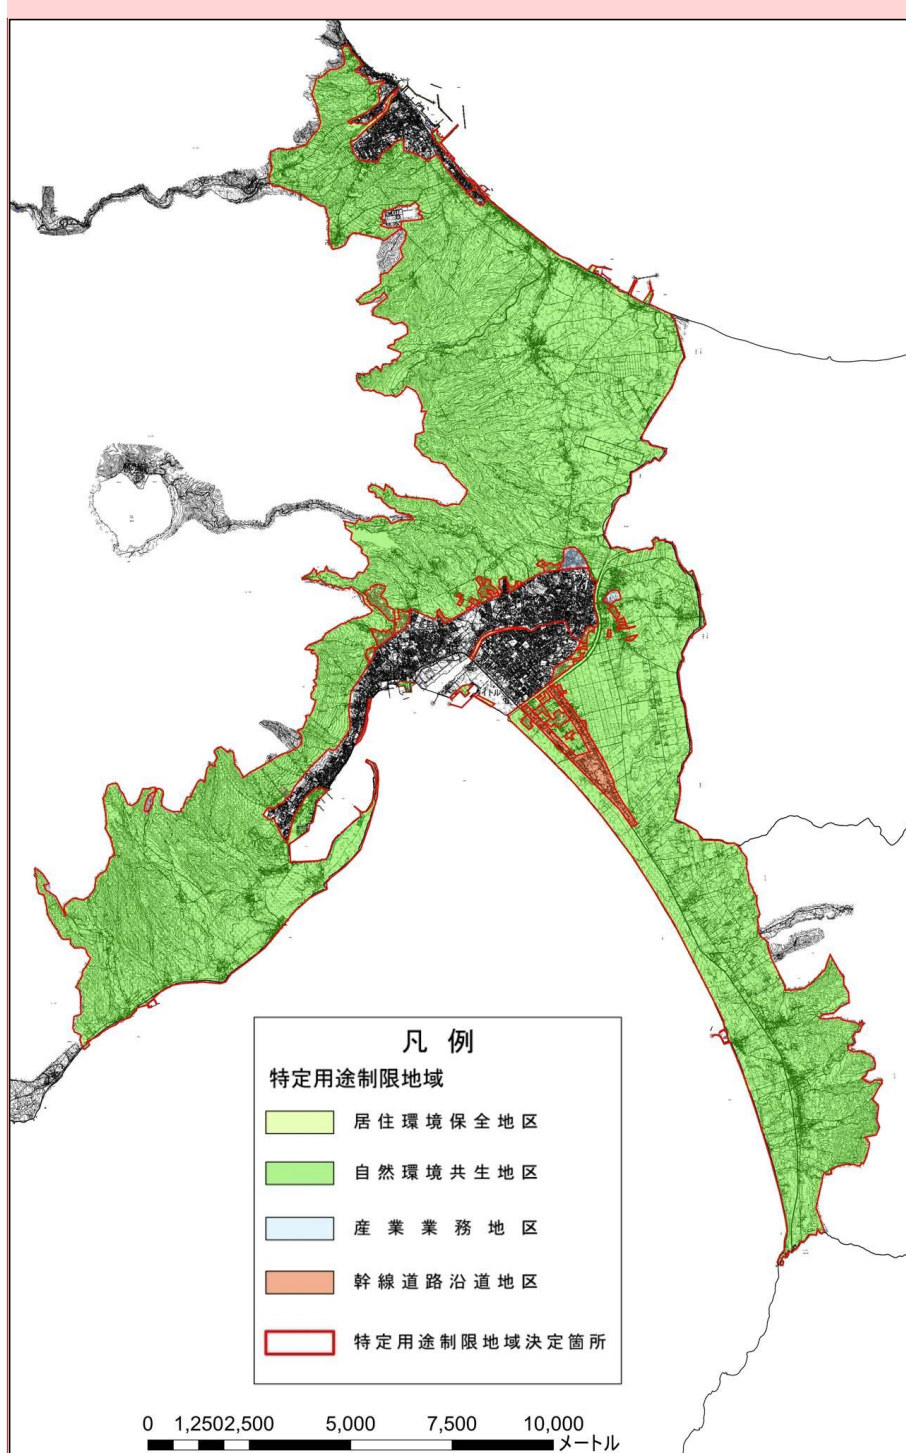 凡 例
特定用途制限地域
居住環境保全地区
自然環境共生地区
産業業務地区
幹線道路沿道地区
特定用途制限地域決定箇所
0 1,250 2,500 5,000 7,500 10,000
メートル